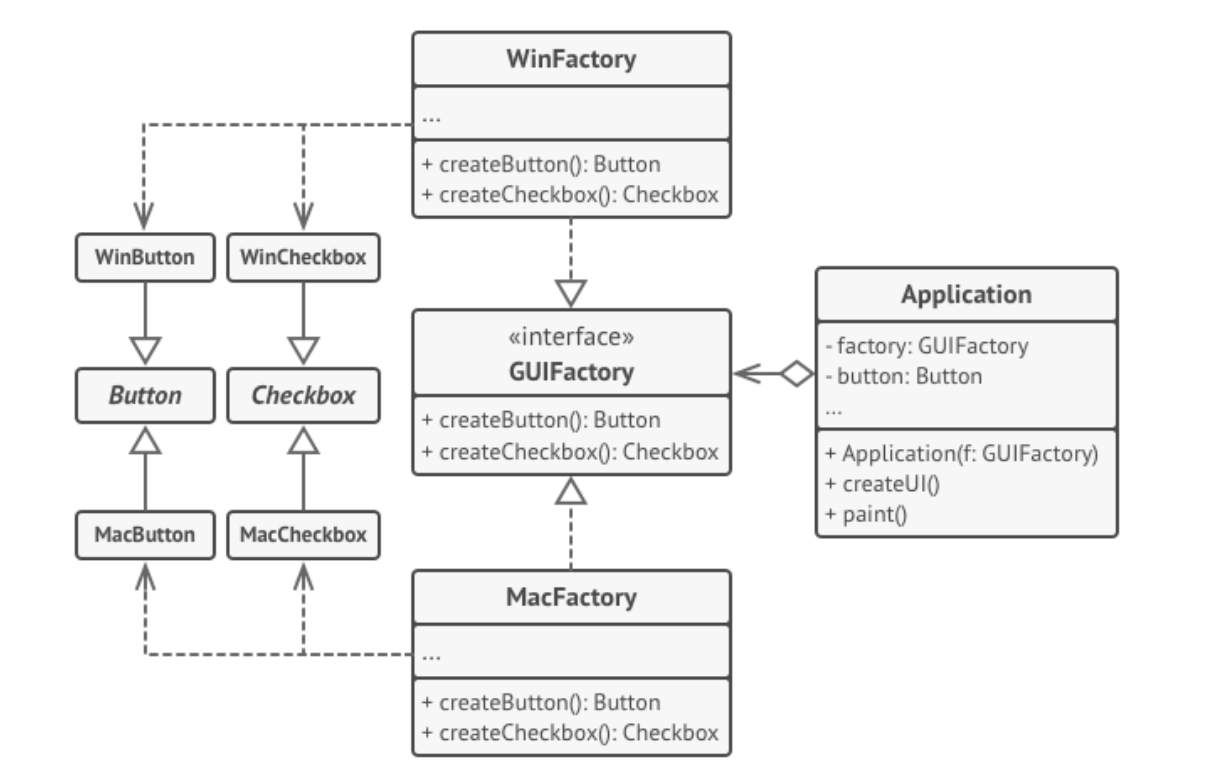 WinFactory
...
+ createButton(): Button
+ createCheckbox(): Checkbox
WinButton
WinCheckbox
Button
Checkbox
MacButton
MacCheckbox
«interface»
GUIFactory
+ createButton(): Button
+ createCheckbox(): Checkbox
Application
- factory: GUIFactory
- button: Button
...
+ Application(f: GUIFactory)
+ createUI()
+ paint()
MacFactory
...
+ createButton(): Button
+ createCheckbox(): Checkbox